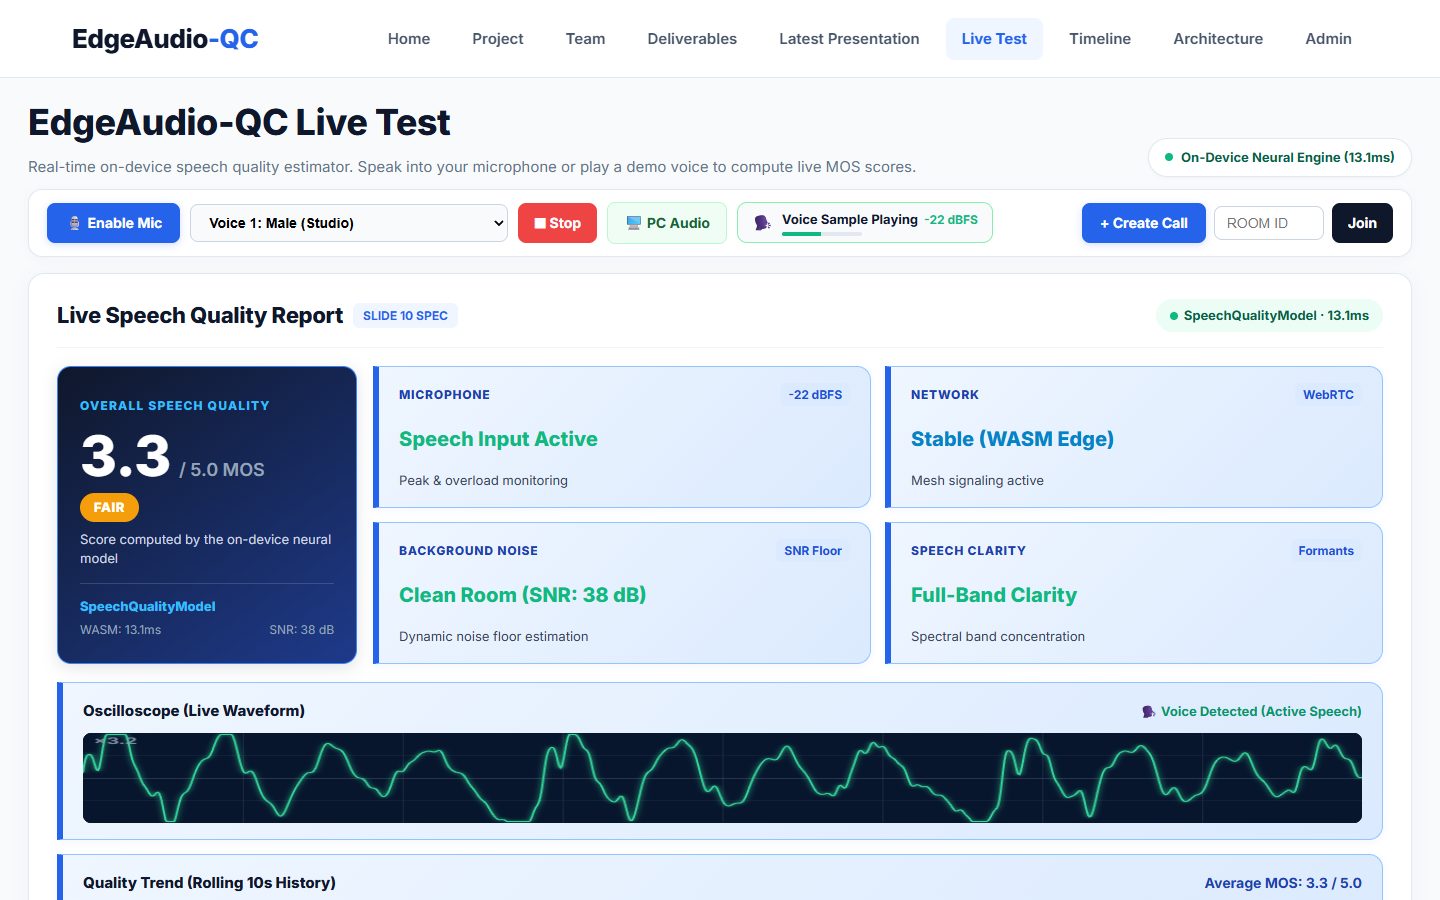 EdgeAudio-QC
Home Project Team Deliverables Latest Presentation Live Test Timeline Architecture Admin
EdgeAudio-QC Live Test
Real-time on-device speech quality estimator. Speak into your microphone or play a demo voice to compute live MOS scores.
On-Device Neural Engine (13.1ms)
Enable Mic
Voice 1: Male (Studio)
Stop
PC Audio
Voice Sample Playing -22 dBFS
+ Create Call
ROOM ID
Join
Live Speech Quality Report
SLIDE 10 SPEC
SpeechQualityModel · 13.1ms
OVERALL SPEECH QUALITY
3.3 / 5.0 MOS
FAIR
Score computed by the on-device neural
model
SpeechQualityModel
WASM: 13.1ms SNR: 38 dB
MICROPHONE -22 dBFS
Speech Input Active
Peak & overload monitoring
NETWORK WebRTC
Stable (WASM Edge)
Mesh signaling active
BACKGROUND NOISE SNR Floor
Clean Room (SNR: 38 dB)
Dynamic noise floor estimation
SPEECH CLARITY Formants
Full-Band Clarity
Spectral band concentration
Oscilloscope (Live Waveform)
Voice Detected (Active Speech)
×3.2
Quality Trend (Rolling 10s History)
Average MOS: 3.3 / 5.0